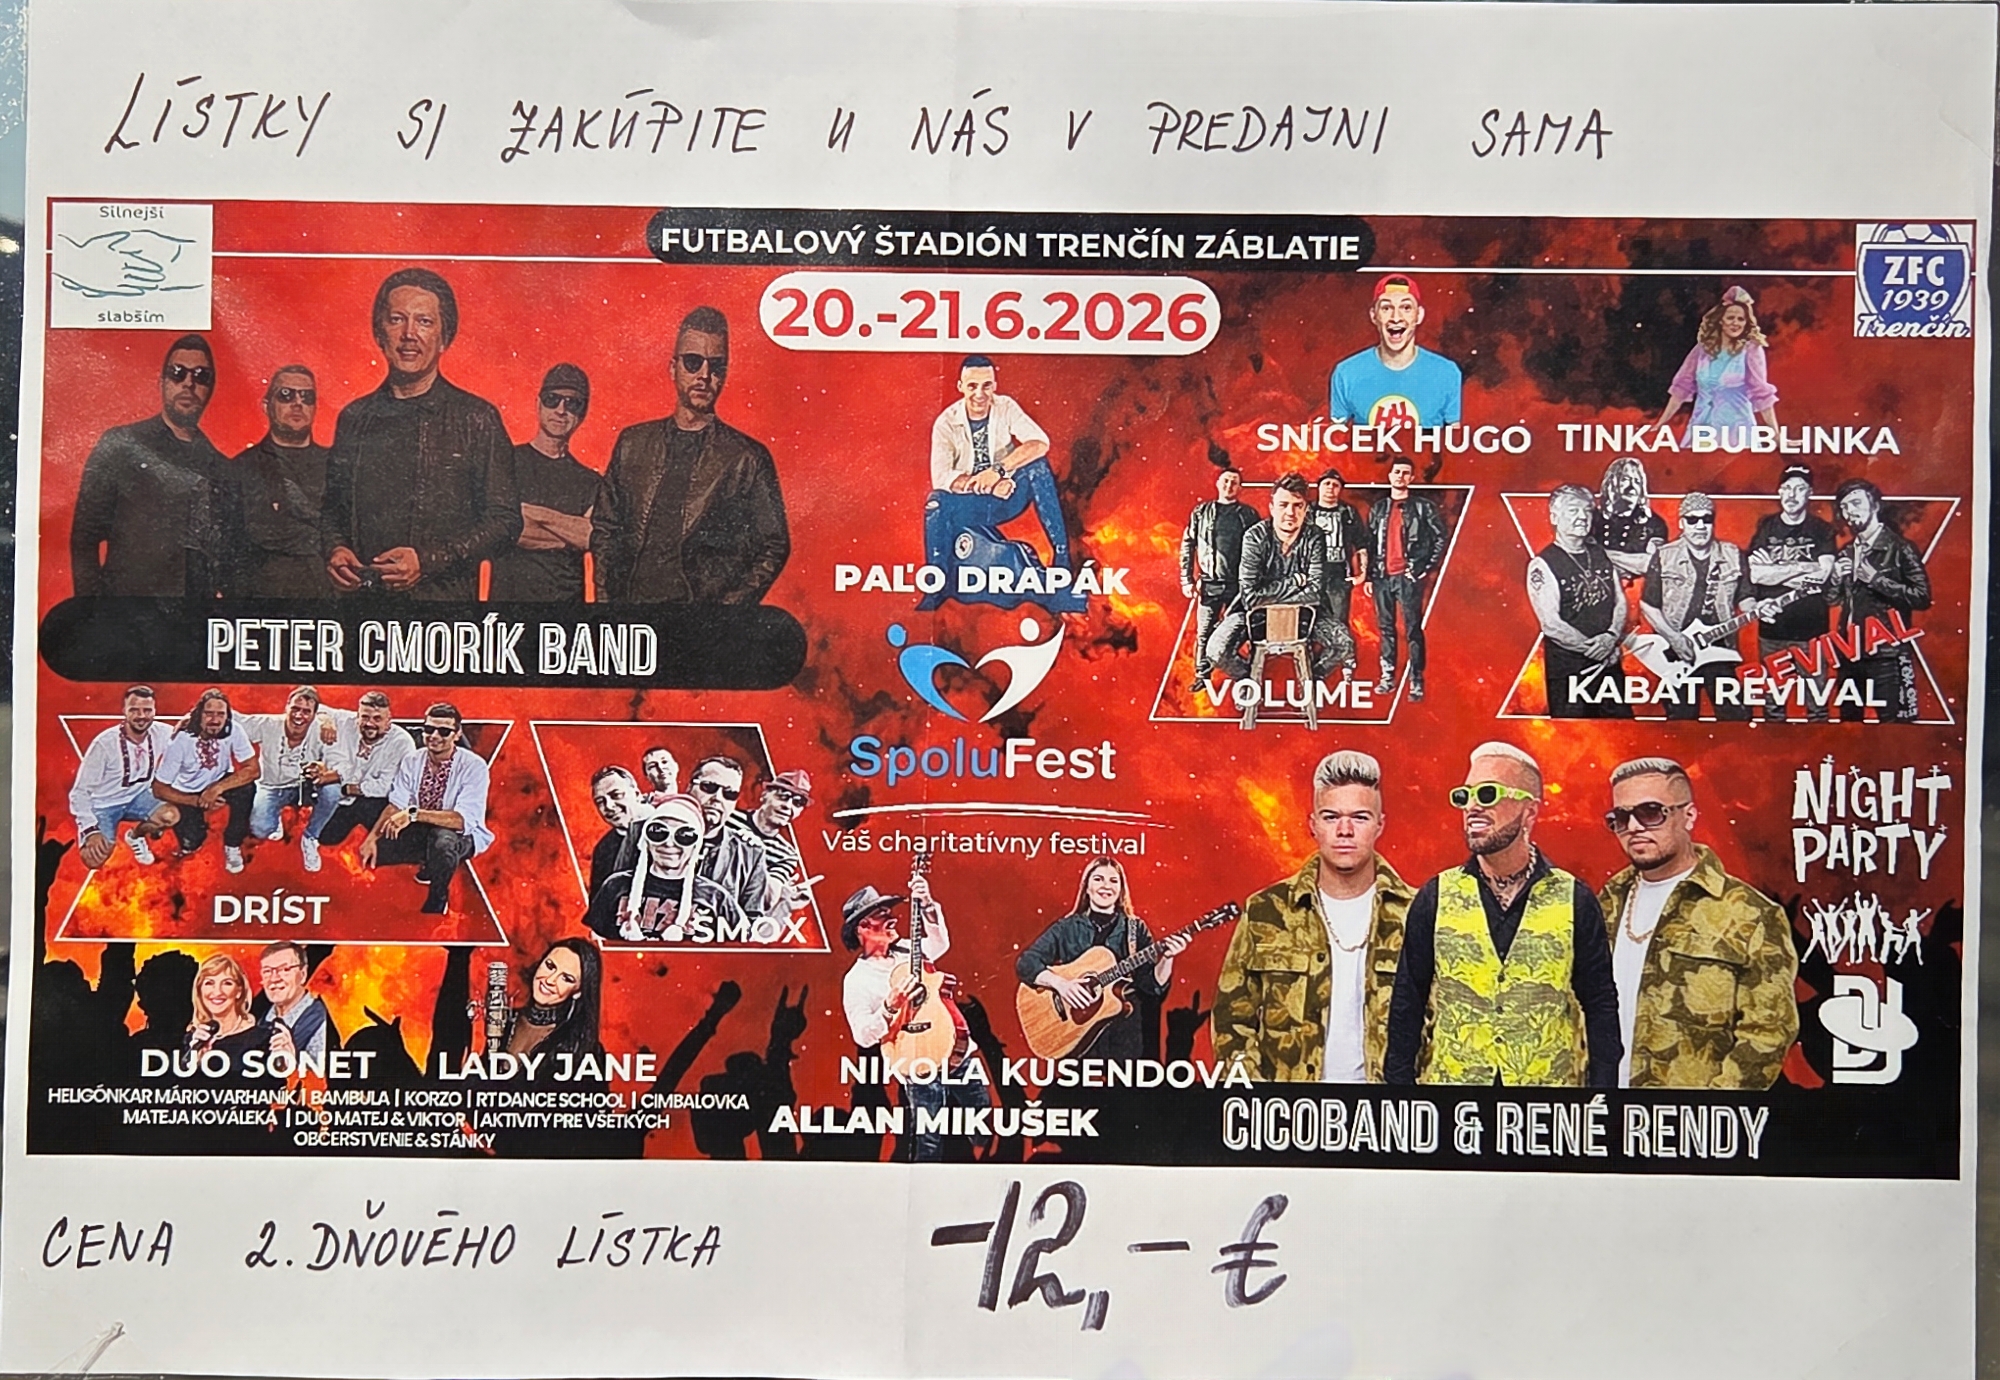 LÍSTKY SI ZAKÚPITE U NÁS V PREDAJNI SAMA
Silnejší
slabším
FUTBALOVÝ ŠTADIÓN TRENČÍN ZÁBLATIE
20.-21.6.2026
ZFC
1939
Trenčín
SNÍČEK HUGO
TINKA BUBLINKA
PAĽO DRAPÁK
PETER CMORÍK BAND
VOLUME
REVIVAL
KABÁT REVIVAL
SpoluFest
Váš charitatívny festival
NIGHT
PARTY
DJ
DRÍST
ŠMOX
DUO SONET
LADY JANE
NIKOLA KUSENDOVÁ
ALLAN MIKUŠEK
CICOBAND & RENÉ RENDY
HELIGÓNKAR MÁRIO VARHANÍK | BAMBULA | KORZO | RT DANCE SCHOOL | CIMBALOVKA
MATEJA KOVÁLEKA | DUO MATEJ & VIKTOR | AKTIVITY PRE VŠETKÝCH
OBČERSTVENIE & STÁNKY
CENA 2. DŇOVÉHO LÍSTKA -12,- €